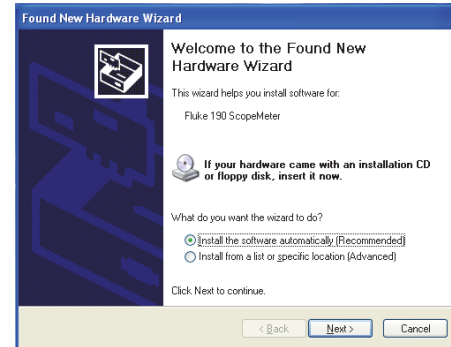 Found New Hardware Wizard
Welcome to the Found New
Hardware Wizard
This wizard helps you install software for:
Fluke 190 ScopeMeter
If your hardware came with an installation CD
or floppy disk, insert it now.
What do you want the wizard to do?
Install the software automatically (Recommended)
Install from a list or specific location (Advanced)
Click Next to continue.
< Back Next > Cancel